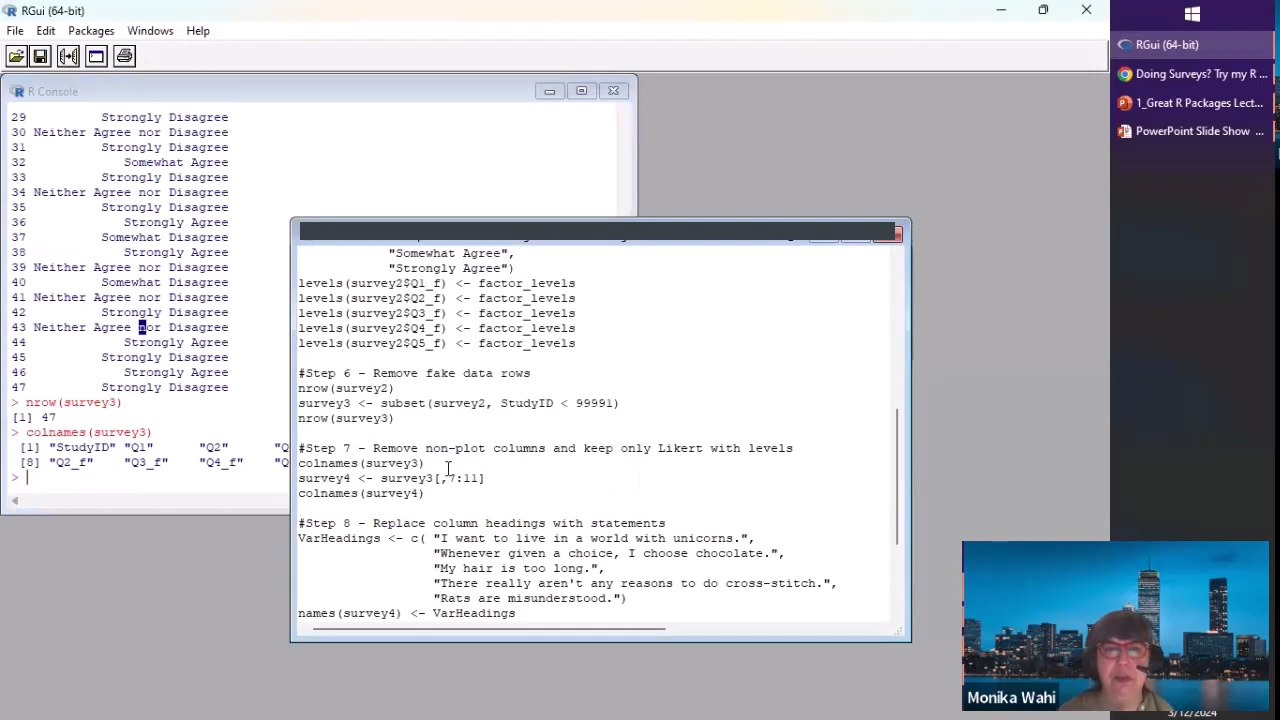 RGui (64-bit)
File Edit Packages Windows Help
R Console
29 Strongly Disagree
30 Neither Agree nor Disagree
31 Strongly Disagree
32 Somewhat Agree
33 Strongly Disagree
34 Neither Agree nor Disagree
35 Strongly Disagree
36 Strongly Agree
37 Somewhat Disagree
38 Strongly Agree
39 Neither Agree nor Disagree
40 Somewhat Disagree
41 Neither Agree nor Disagree
42 Strongly Disagree
43 Neither Agree nor Disagree
44 Strongly Agree
45 Strongly Disagree
46 Strongly Agree
47 Strongly Disagree
> nrow(survey3)
[1] 47
> colnames(survey3)
[1] "StudyID" "Q1" "Q2" "Q
[8] "Q2_f" "Q3_f" "Q4_f" "Q
>
"Somewhat Agree",
"Strongly Agree")
levels(survey2$Q1_f) <- factor_levels
levels(survey2$Q2_f) <- factor_levels
levels(survey2$Q3_f) <- factor_levels
levels(survey2$Q4_f) <- factor_levels
levels(survey2$Q5_f) <- factor_levels
#Step 6 - Remove fake data rows
nrow(survey2)
survey3 <- subset(survey2, StudyID < 99991)
nrow(survey3)
#Step 7 - Remove non-plot columns and keep only Likert with levels
colnames(survey3)
survey4 <- survey3[,7:11]
colnames(survey4)
#Step 8 - Replace column headings with statements
VarHeadings <- c( "I want to live in a world with unicorns.",
"Whenever given a choice, I choose chocolate.",
"My hair is too long.",
"There really aren't any reasons to do cross-stitch.",
"Rats are misunderstood.")
names(survey4) <- VarHeadings
RGui (64-bit)
Doing Surveys? Try my R ...
1_Great R Packages Lect...
PowerPoint Slide Show ...
Monika Wahi
3/12/2024